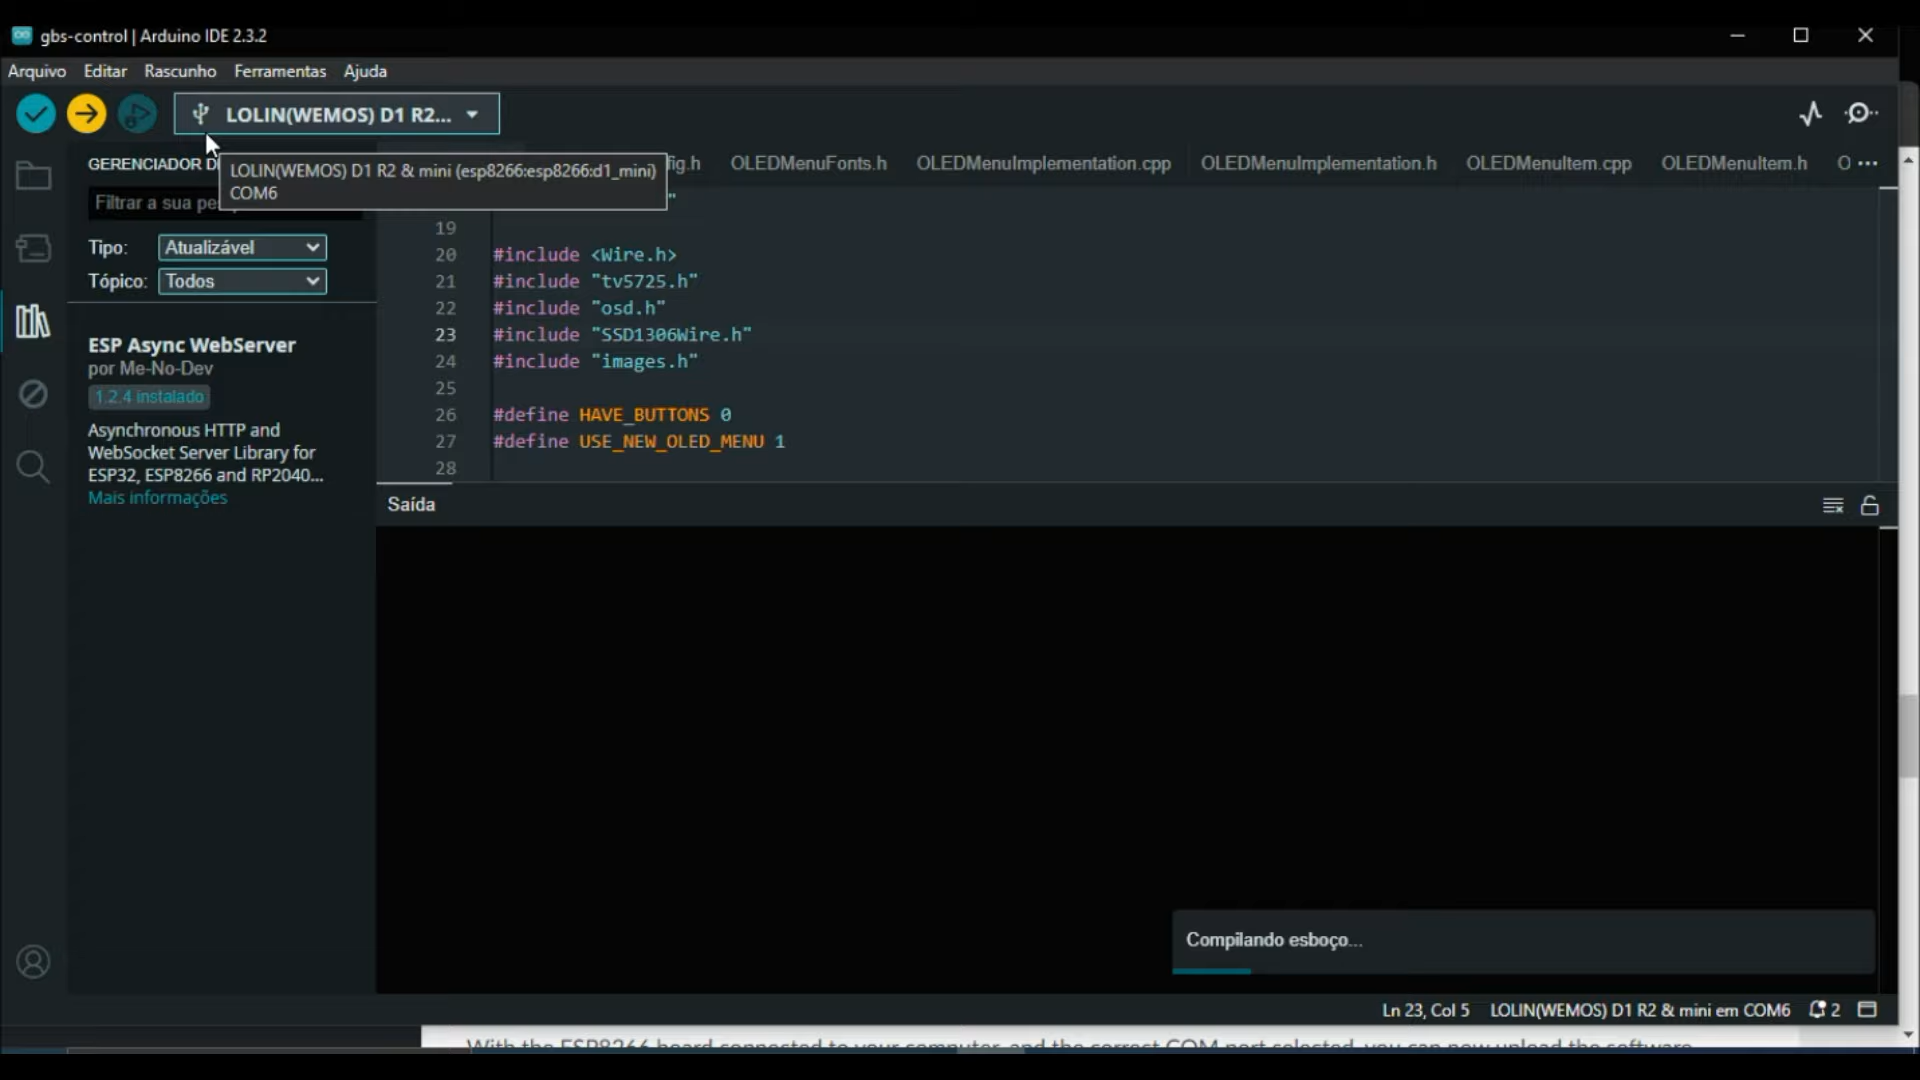 gbs-control | Arduino IDE 2.3.2
Arquivo Editar Rascunho Ferramentas Ajuda
LOLIN(WEMOS) D1 R2...
GERENCIADOR D
LOLIN(WEMOS) D1 R2 & mini (esp8266:esp8266:d1_mini)
COM6
fig.h OLEDMenuFonts.h OLEDMenuImplementation.cpp OLEDMenuImplementation.h OLEDMenuItem.cpp OLEDMenuItem.h O ...
Filtrar a sua pes
Tipo: Atualizável
Tópico: Todos
ESP Async WebServer
por Me-No-Dev
1.2.4 instalado
Asynchronous HTTP and
WebSocket Server Library for
ESP32, ESP8266 and RP2040...
Mais informações
"
19
20 #include <Wire.h>
21 #include "tv5725.h"
22 #include "osd.h"
23 #include "SSD1306Wire.h"
24 #include "images.h"
25
26 #define HAVE_BUTTONS 0
27 #define USE_NEW_OLED_MENU 1
28
Saída
Compilando esboço...
Ln 23, Col 5 LOLIN(WEMOS) D1 R2 & mini em COM6 2
With the ESP8266 board connected to your computer, and the correct COM port selected, you can now upload the software